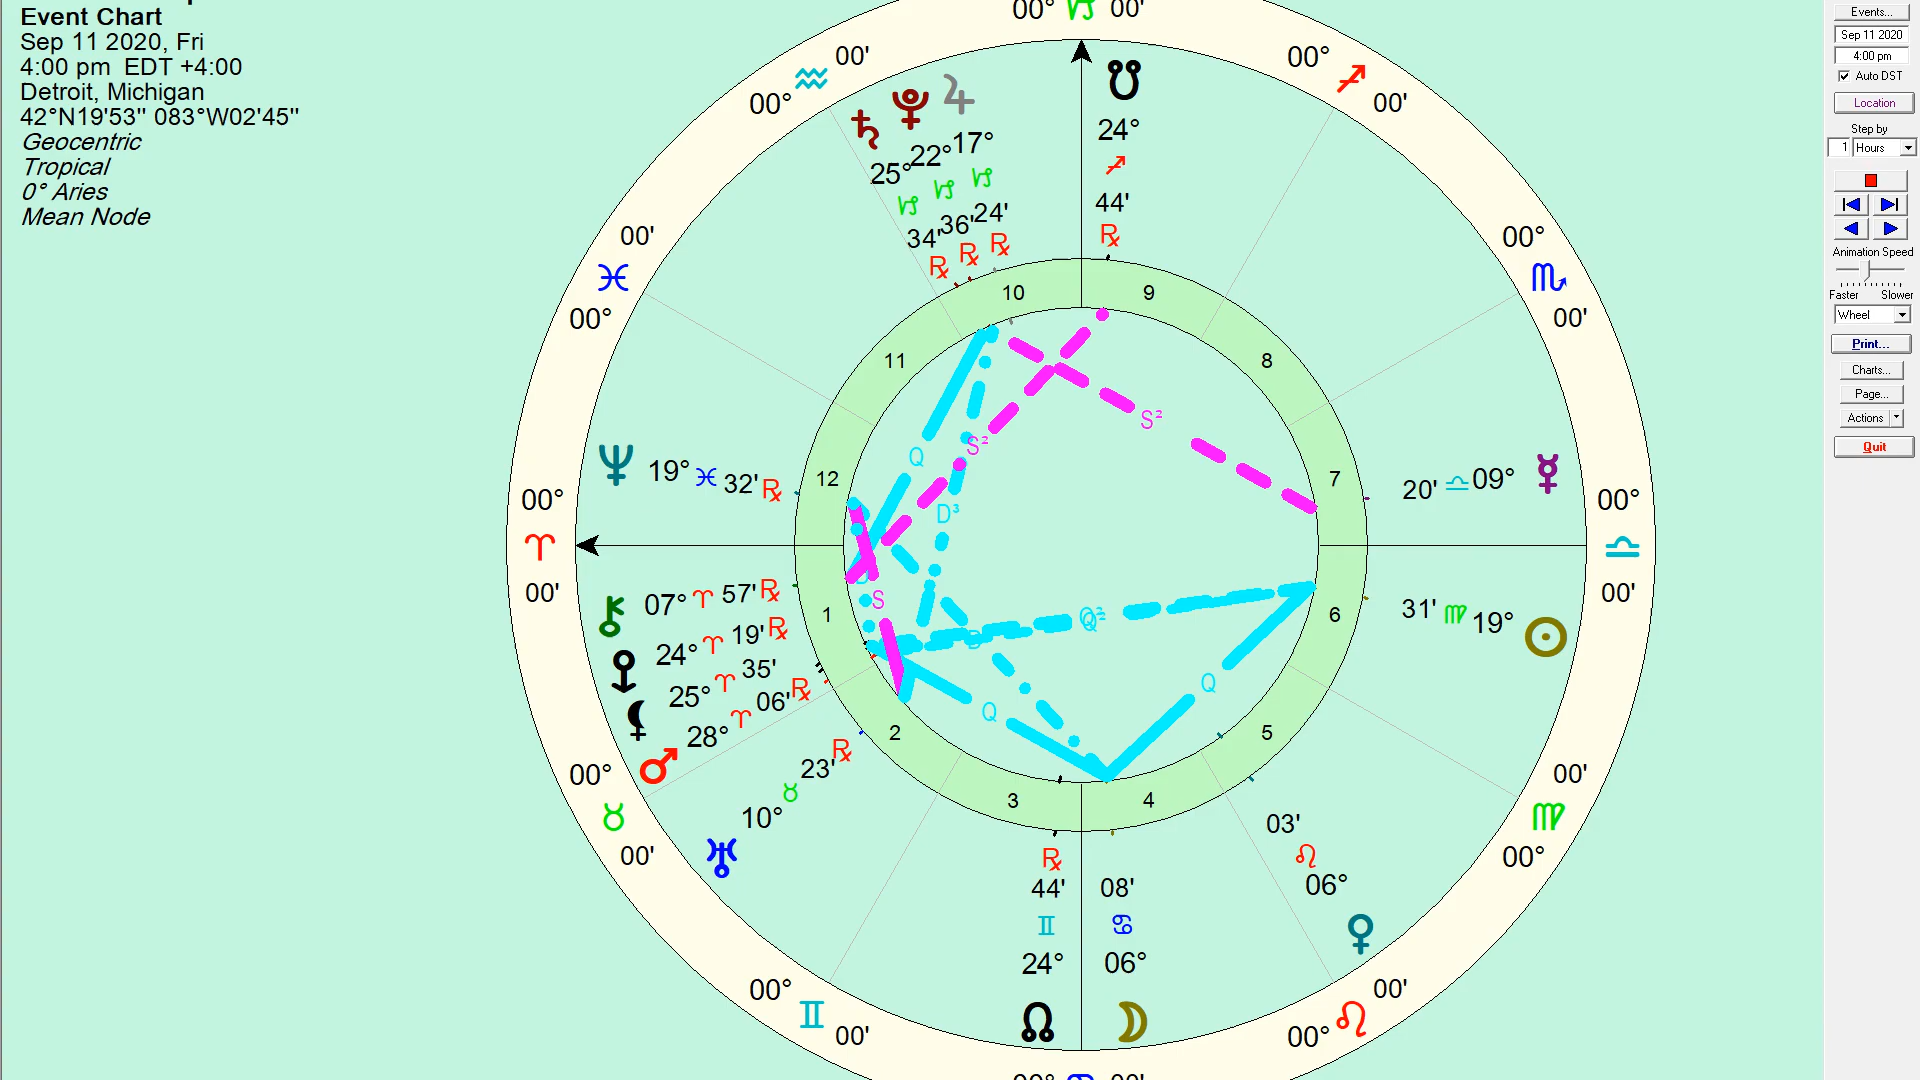 Event Chart
Sep 11 2020, Fri
4:00 pm  EDT +4:00
Detroit, Michigan
42°N19'53'' 083°W02'45''
Geocentric
Tropical
0° Aries
Mean Node
00° ♑ 00'
00' ♒ 00°
00° ♐ 00'
00' ♓ 00°
00° ♏ 00'
00° ♈ 00'
00° ♎ 00'
00° ♉ 00'
00' ♍ 00°
00° ♊ 00'
00' ♌ 00°
00° ♋ 00'
♄ 25° ♑ 34' ℞
♇ 22° ♑ 36' ℞
♃ 17° ♑ 24' ℞
☋ 24° ♐ 44' ℞
♆ 19° ♓ 32' ℞
20' ♎ 09° ☿
31' ♍ 19° ☉
⚷ 07° ♈ 57' ℞
24° ♈ 19' ℞
⚸ 25° ♈ 35'
♂ 28° ♈ 06' ℞
♅ 10° ♉ 23' ℞
℞ 44' ♊ 24° ☊
08' ♋ 06° ☽
03' ♌ 06° ♀
10
9
11
8
12
7
1
6
2
5
3
4
Q
S²
S²
D³
S
Q²
D
Q
Q
Events...
Sep 11 2020
4:00 pm
Auto DST
Location
Step by
1 Hours
Animation Speed
Faster Slower
Wheel
Print...
Charts...
Page...
Actions
Quit